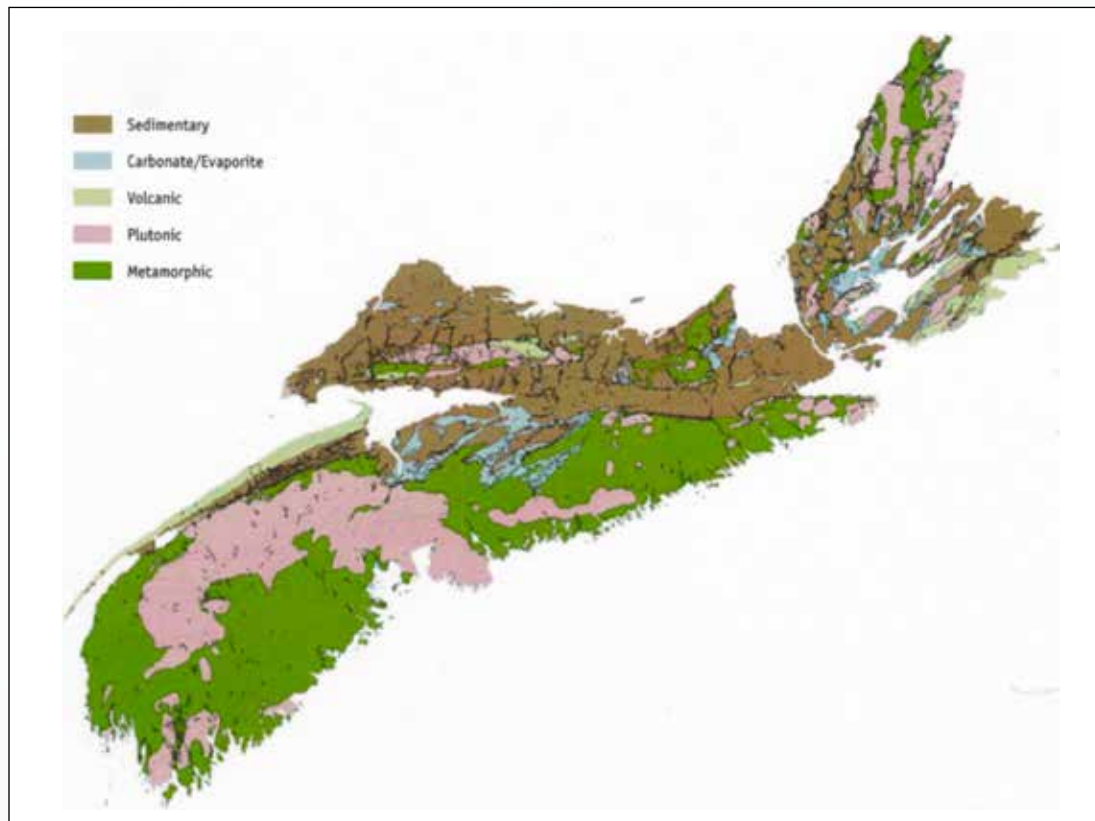 Sedimentary
Carbonate/Evaporite
Volcanic
Plutonic
Metamorphic